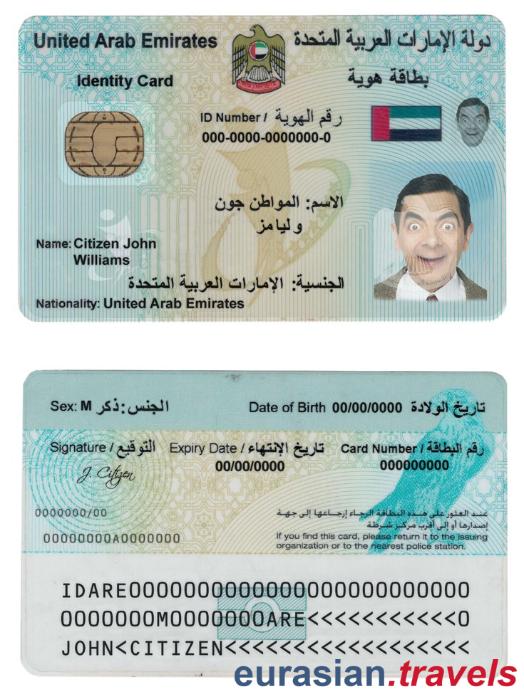 United Arab Emirates دولة الإمارات العربية المتحدة
Identity Card بطاقة هوية
ID Number / رقم الهوية
000-0000-0000000-0
الاسم: المواطن جون
وليامز
Name: Citizen John
Williams
الجنسية: الإمارات العربية المتحدة
Nationality: United Arab Emirates
Sex: M الجنس: ذكر Date of Birth 00/00/0000 تاريخ الولادة
Signature / التوقيع Expiry Date / تاريخ الإنتهاء Card Number / رقم البطاقة
J. Citizen 00/00/0000 000000000
0000000/00
00000000A0000000
عند العثور على هذه البطاقة الرجاء إرجاعها إلى جهة
إصدارها أو إلى أقرب مركز شرطة
If you find this card, please return it to the issuing
organization or to the nearest police station.
IDARE0000000000000000000000000
0000000M0000000ARE<<<<<<<<<<<0
JOHN<CITIZEN<<<<<<<<<<<<<<<<<<
eurasian.travels